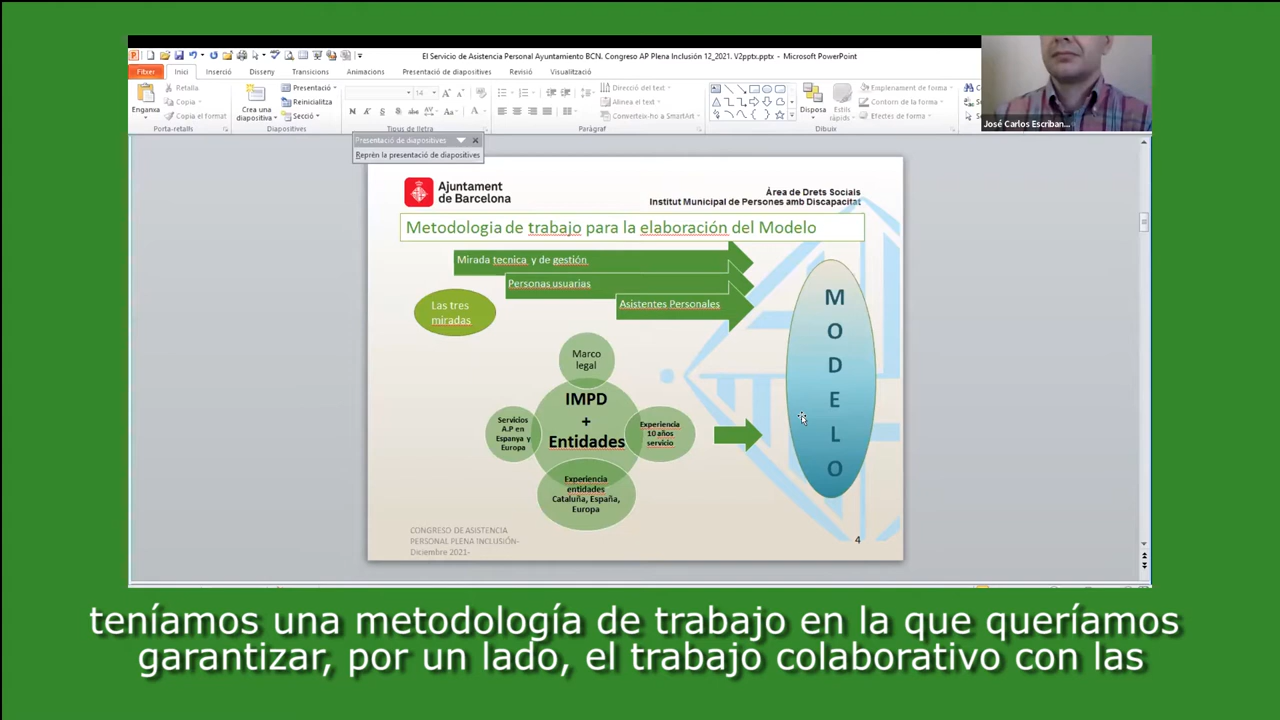 El Servicio de Asistencia Personal Ayuntamiento BCN. Congreso AP Plena Inclusión 12_2021. V2pptx.pptx - Microsoft PowerPoint
Fitxer
Inici
Inserció
Disseny
Transicions
Animacions
Presentació de diapositives
Revisió
Visualització
Enganxa
Retalla
Copia
Copia el format
Porta-retalls
Crea una
diapositiva
Presentació
Reinicialitza
Secció
Diapositives
14
Tipus de lletra
Direcció del text
Alinea el text
Converteix-ho a SmartArt
Paràgraf
Disposa
Estils
ràpids
Emplenament de forma
Contorn de la forma
Efectes de forma
Dibuix
José Carlos Escriban...
Presentació de diapositives
Reprèn la presentació de diapositives
Ajuntament
de Barcelona
Àrea de Drets Socials
Institut Municipal de Persones amb Discapacitat
Metodologia de trabajo para la elaboración del Modelo
Mirada tecnica y de gestión
Personas usuarias
Asistentes Personales
Las tres
miradas
Marco
legal
IMPD
+
Entidades
Servicios
A.P en
Espanya y
Europa
Experiencia
10 años
servicio
Experiencia
entidades
Cataluña, España,
Europa
M
O
D
E
L
O
CONGRESO DE ASISTENCIA
PERSONAL PLENA INCLUSIÓN-
Diciembre 2021-
4
teníamos una metodología de trabajo en la que queríamos
garantizar, por un lado, el trabajo colaborativo con las